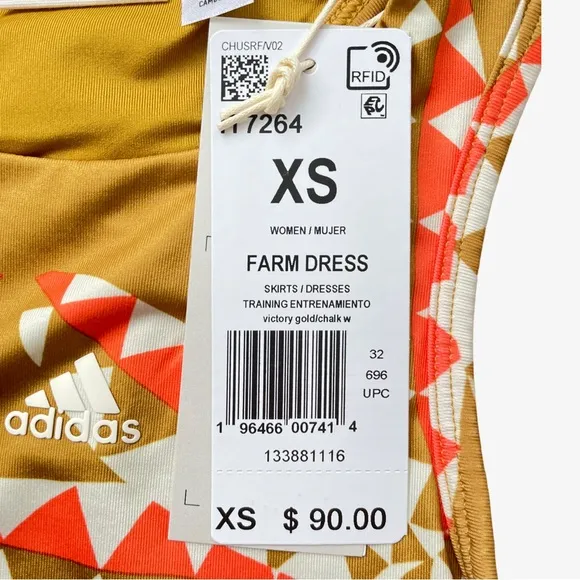 CHUSRF/V02
RFID
7264
XS
WOMEN / MUJER
FARM DRESS
SKIRTS / DRESSES
TRAINING ENTRENAMIENTO
victory gold/chalk w
32
696
UPC
1 96466 00741 4
133881116
XS $ 90.00
adidas